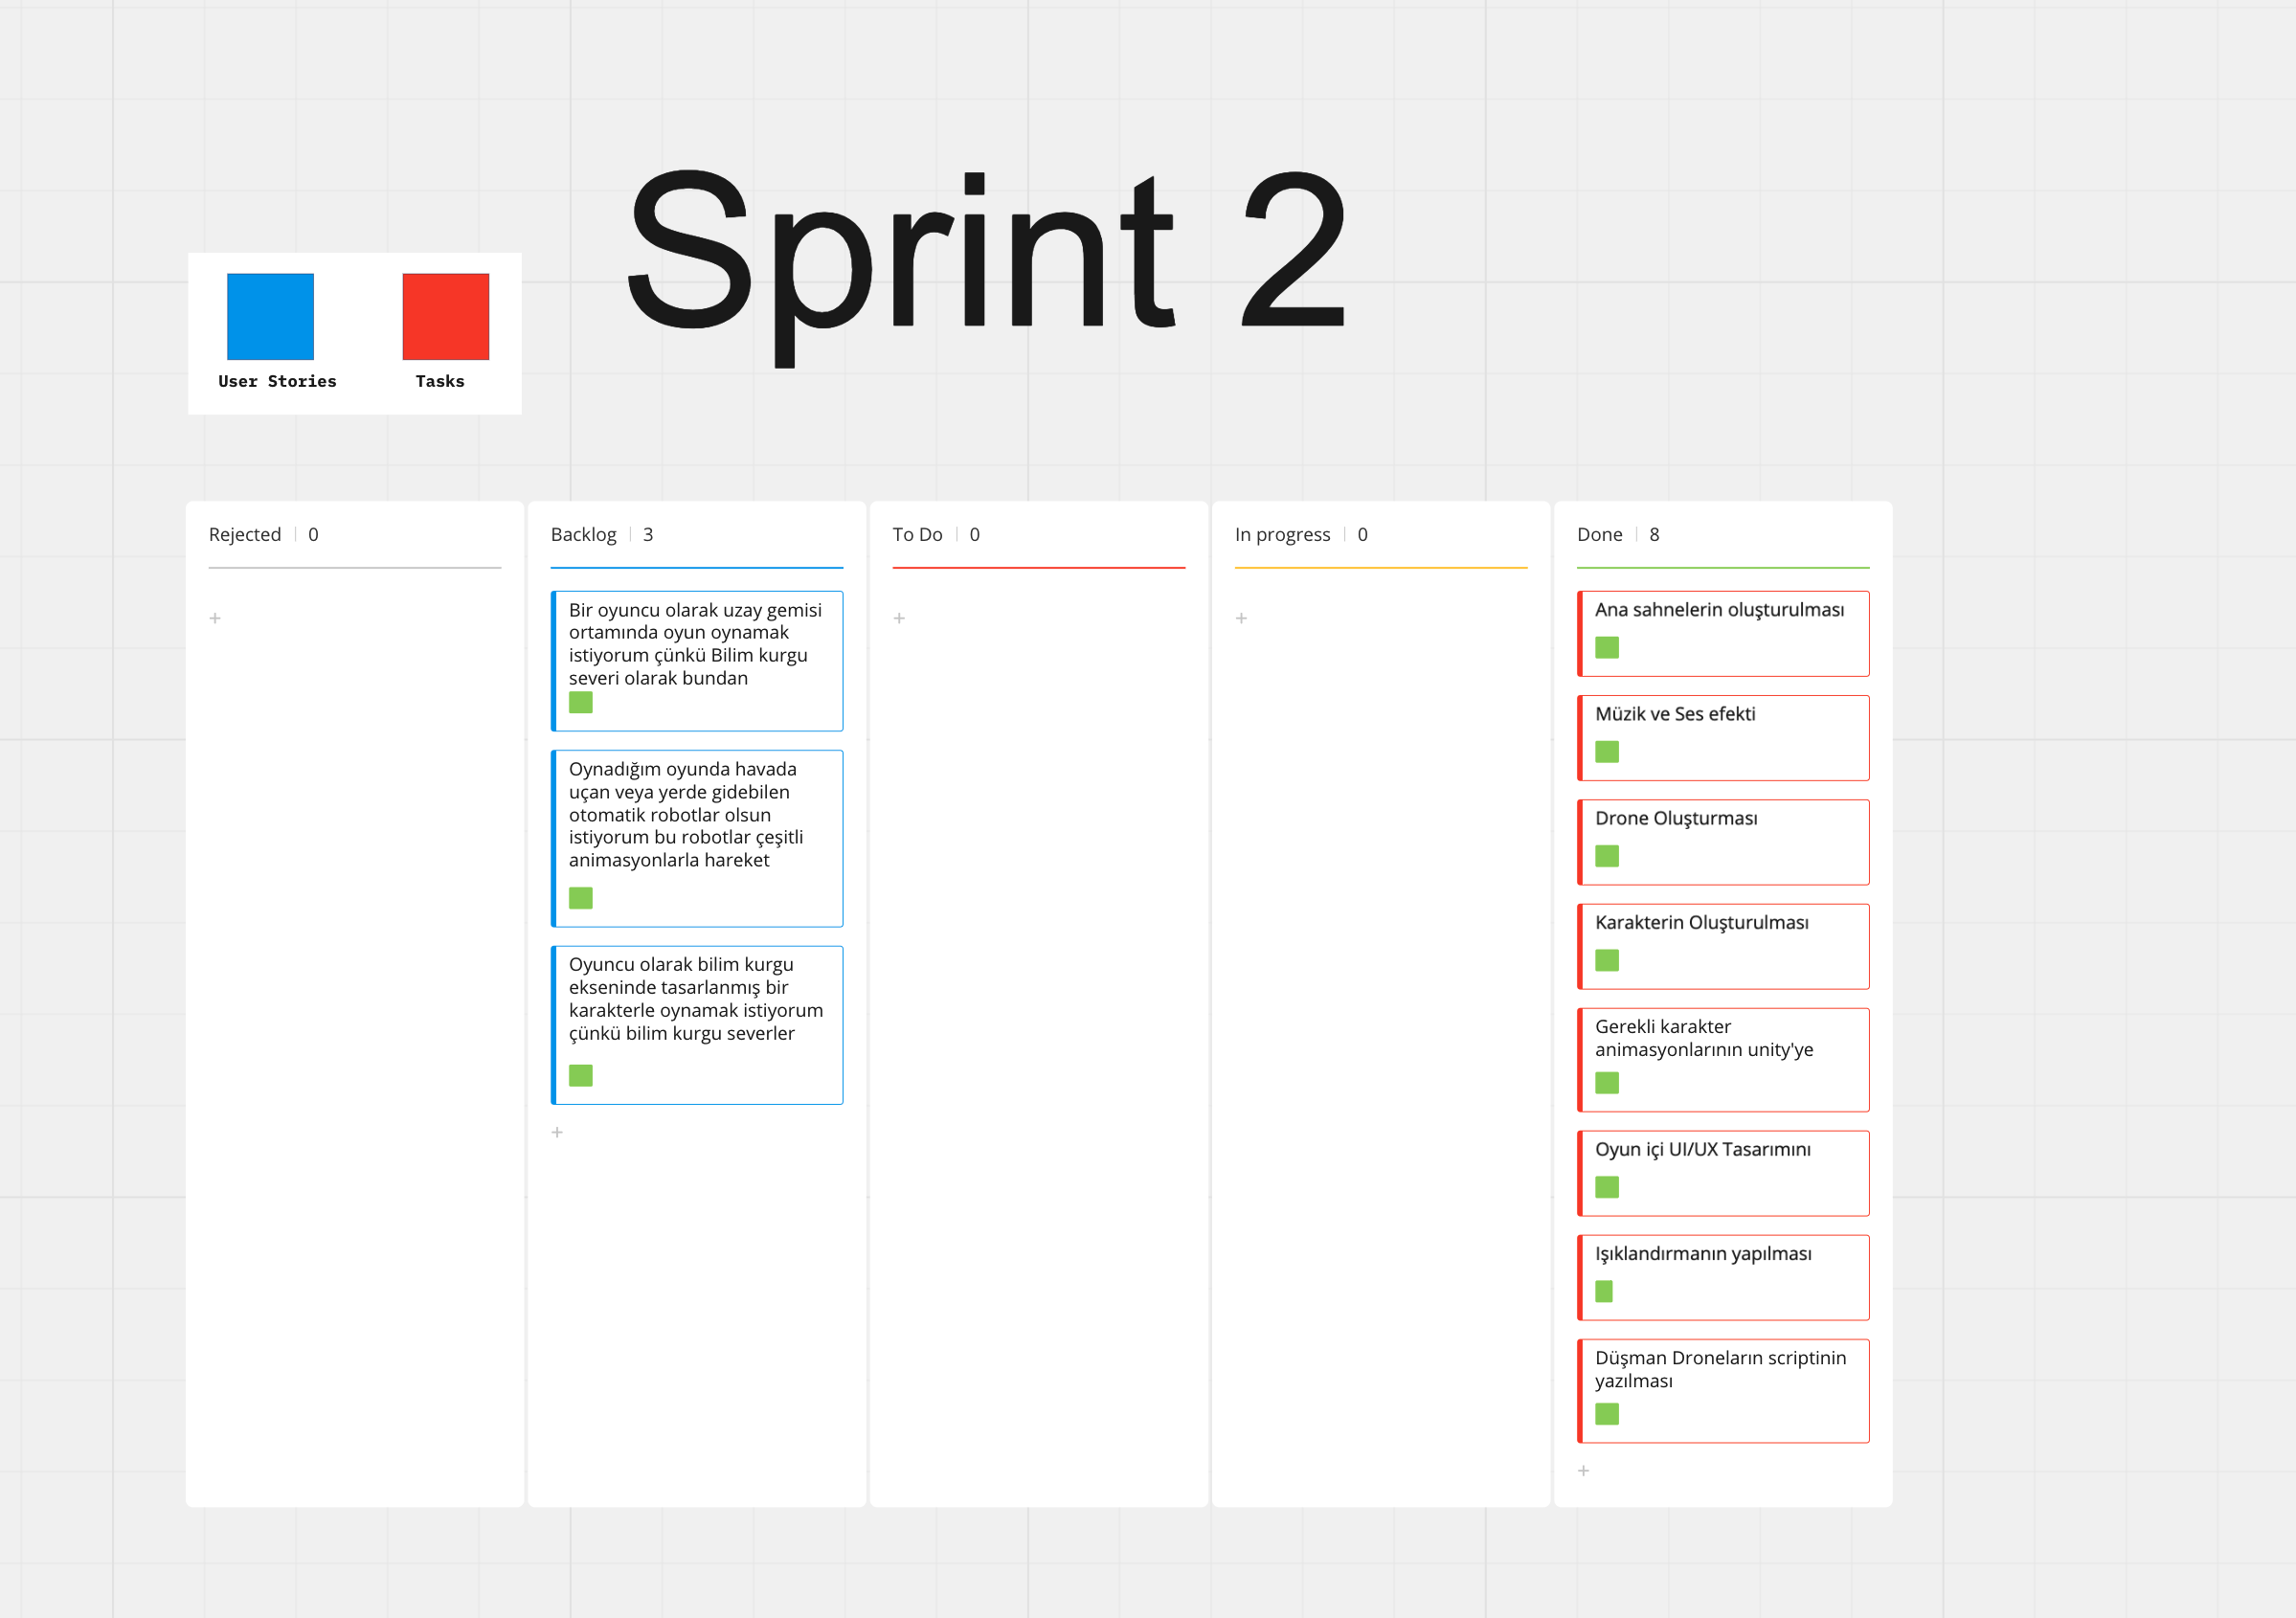 Sprint 2
User Stories
Tasks
Rejected | 0
Backlog | 3
Bir oyuncu olarak uzay gemisi
ortamında oyun oynamak
istiyorum çünkü Bilim kurgu
severi olarak bundan
Oynadığım oyunda havada
uçan veya yerde gidebilen
otomatik robotlar olsun
istiyorum bu robotlar çeşitli
animasyonlarla hareket
Oyuncu olarak bilim kurgu
ekseninde tasarlanmış bir
karakterle oynamak istiyorum
çünkü bilim kurgu severler
To Do | 0
In progress | 0
Done | 8
Ana sahnelerin oluşturulması
Müzik ve Ses efekti
Drone Oluşturması
Karakterin Oluşturulması
Gerekli karakter
animasyonlarının unity'ye
Oyun içi UI/UX Tasarımını
Işıklandırmanın yapılması
Düşman Droneların scriptinin
yazılması